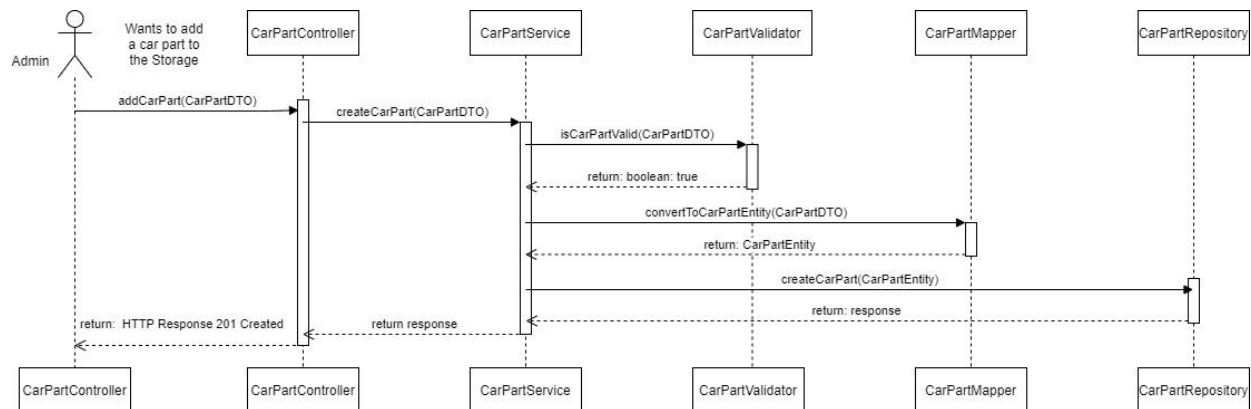 Wants to add
a car part to
the Storage
Admin
CarPartController
CarPartService
CarPartValidator
CarPartMapper
CarPartRepository
addCarPart(CarPartDTO)
createCarPart(CarPartDTO)
isCarPartValid(CarPartDTO)
return: boolean: true
convertToCarPartEntity(CarPartDTO)
return: CarPartEntity
createCarPart(CarPartEntity)
return: response
return response
return: HTTP Response 201 Created
CarPartController
CarPartController
CarPartService
CarPartValidator
CarPartMapper
CarPartRepository